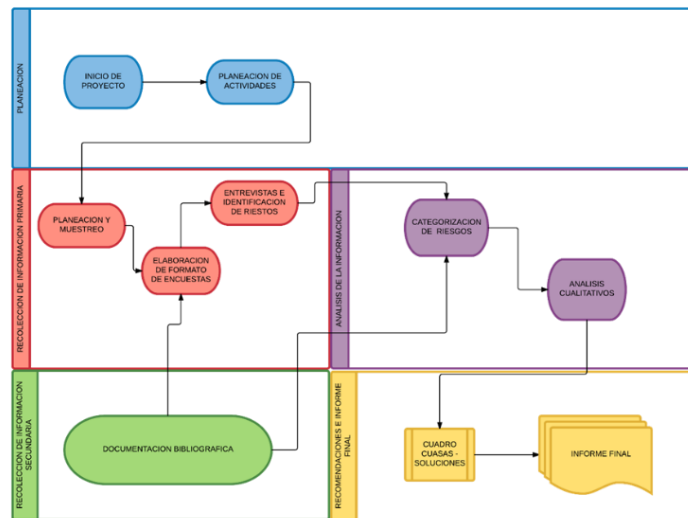 PLANEACION
INICIO DE
PROYECTO
PLANEACION DE
ACTIVIDADES
RECOLECCION DE INFORMACION PRIMARIA
PLANEACION Y
MUESTREO
ELABORACION
DE FORMATO
DE ENCUESTAS
ENTREVISTAS E
IDENTIFICACION
DE RIESTOS
ANALISIS DE LA INFORMACION
CATEGORIZACION
DE RIESGOS
ANALISIS
CUALITATIVOS
RECOLECCION DE INFORMACION
SECUNDARIA
DOCUMENTACION BIBLIOGRAFICA
RECOMENDACIONES E INFORME
FINAL
CUADRO
CUASAS -
SOLUCIONES
INFORME FINAL